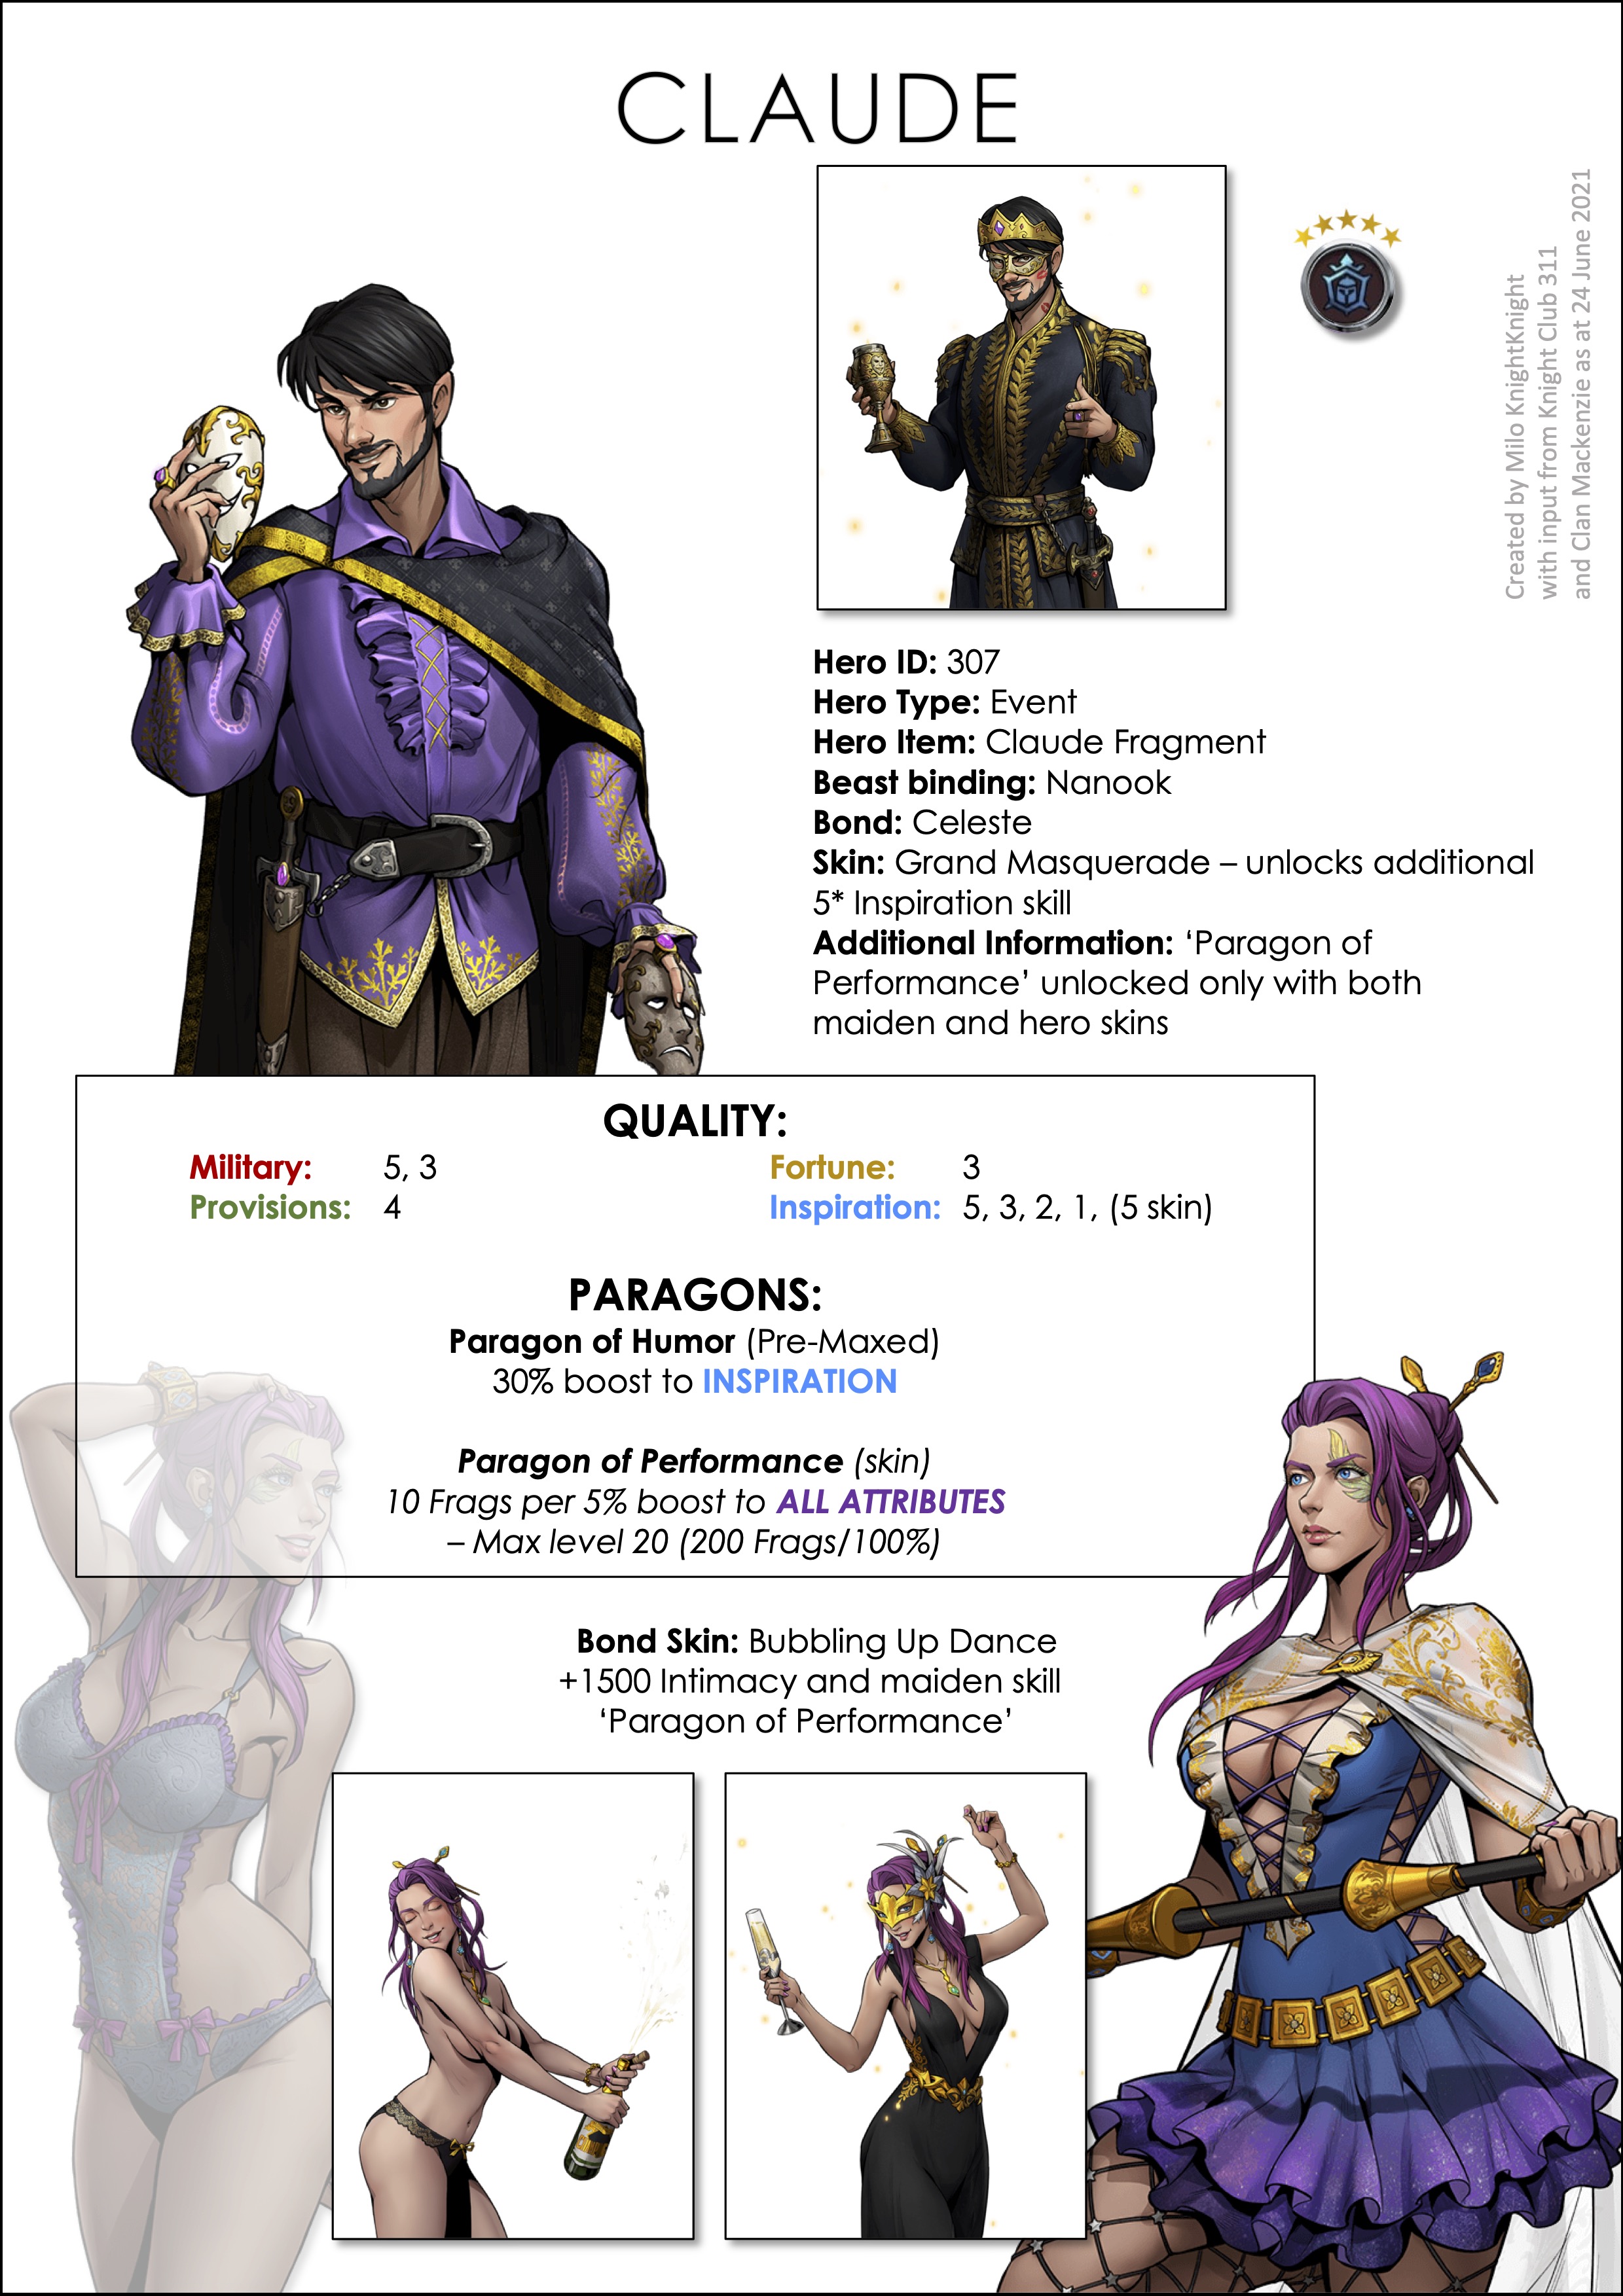 CLAUDE
Created by Milo KnightKnight
with input from Knight Club 311
and Clan Mackenzie as at 24 June 2021
Hero ID: 307
Hero Type: Event
Hero Item: Claude Fragment
Beast binding: Nanook
Bond: Celeste
Skin: Grand Masquerade – unlocks additional
5* Inspiration skill
Additional Information: ‘Paragon of
Performance’ unlocked only with both
maiden and hero skins
QUALITY:
Military: 5, 3 Fortune: 3
Provisions: 4 Inspiration: 5, 3, 2, 1, (5 skin)
PARAGONS:
Paragon of Humor (Pre-Maxed)
30% boost to INSPIRATION
Paragon of Performance (skin)
10 Frags per 5% boost to ALL ATTRIBUTES
– Max level 20 (200 Frags/100%)
Bond Skin: Bubbling Up Dance
+1500 Intimacy and maiden skill
‘Paragon of Performance’